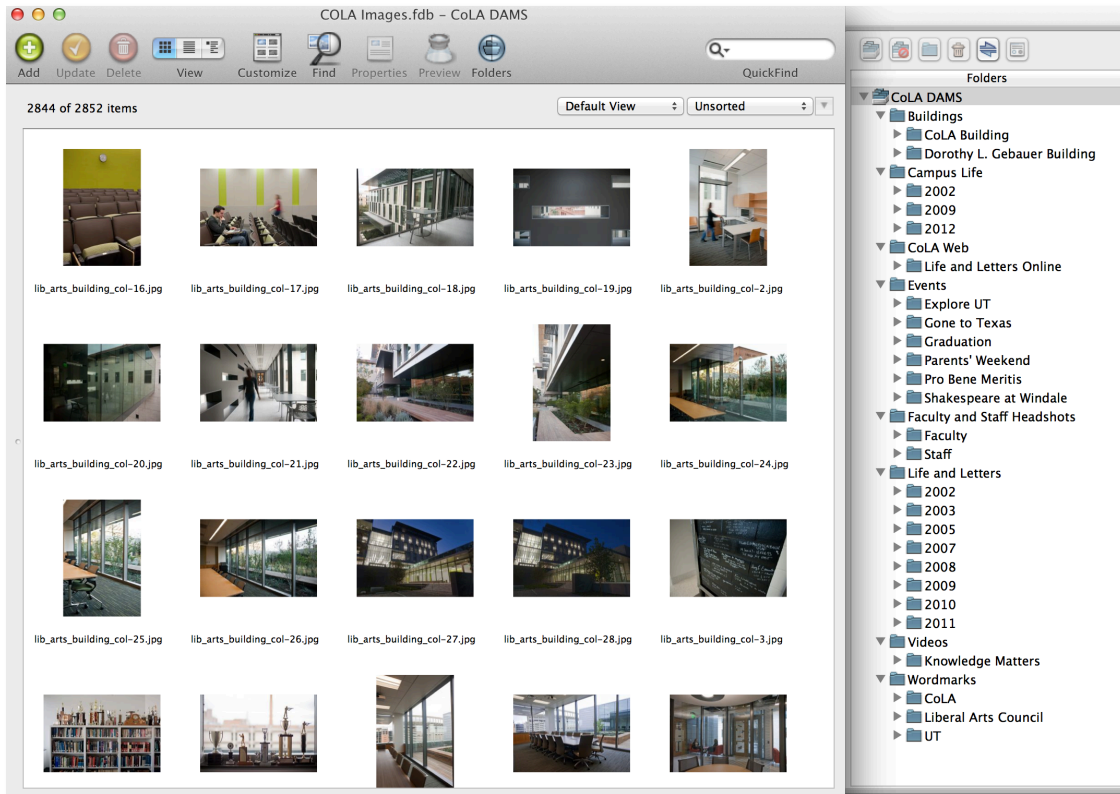 COLA Images.fdb – CoLA DAMS
Add Update Delete View Customize Find Properties Preview Folders QuickFind
2844 of 2852 items
Default View
Unsorted
lib_arts_building_col-16.jpg lib_arts_building_col-17.jpg lib_arts_building_col-18.jpg lib_arts_building_col-19.jpg lib_arts_building_col-2.jpg
lib_arts_building_col-20.jpg lib_arts_building_col-21.jpg lib_arts_building_col-22.jpg lib_arts_building_col-23.jpg lib_arts_building_col-24.jpg
lib_arts_building_col-25.jpg lib_arts_building_col-26.jpg lib_arts_building_col-27.jpg lib_arts_building_col-28.jpg lib_arts_building_col-3.jpg
Folders
CoLA DAMS
Buildings
CoLA Building
Dorothy L. Gebauer Building
Campus Life
2002
2009
2012
CoLA Web
Life and Letters Online
Events
Explore UT
Gone to Texas
Graduation
Parents' Weekend
Pro Bene Meritis
Shakespeare at Windale
Faculty and Staff Headshots
Faculty
Staff
Life and Letters
2002
2003
2005
2007
2008
2009
2010
2011
Videos
Knowledge Matters
Wordmarks
CoLA
Liberal Arts Council
UT